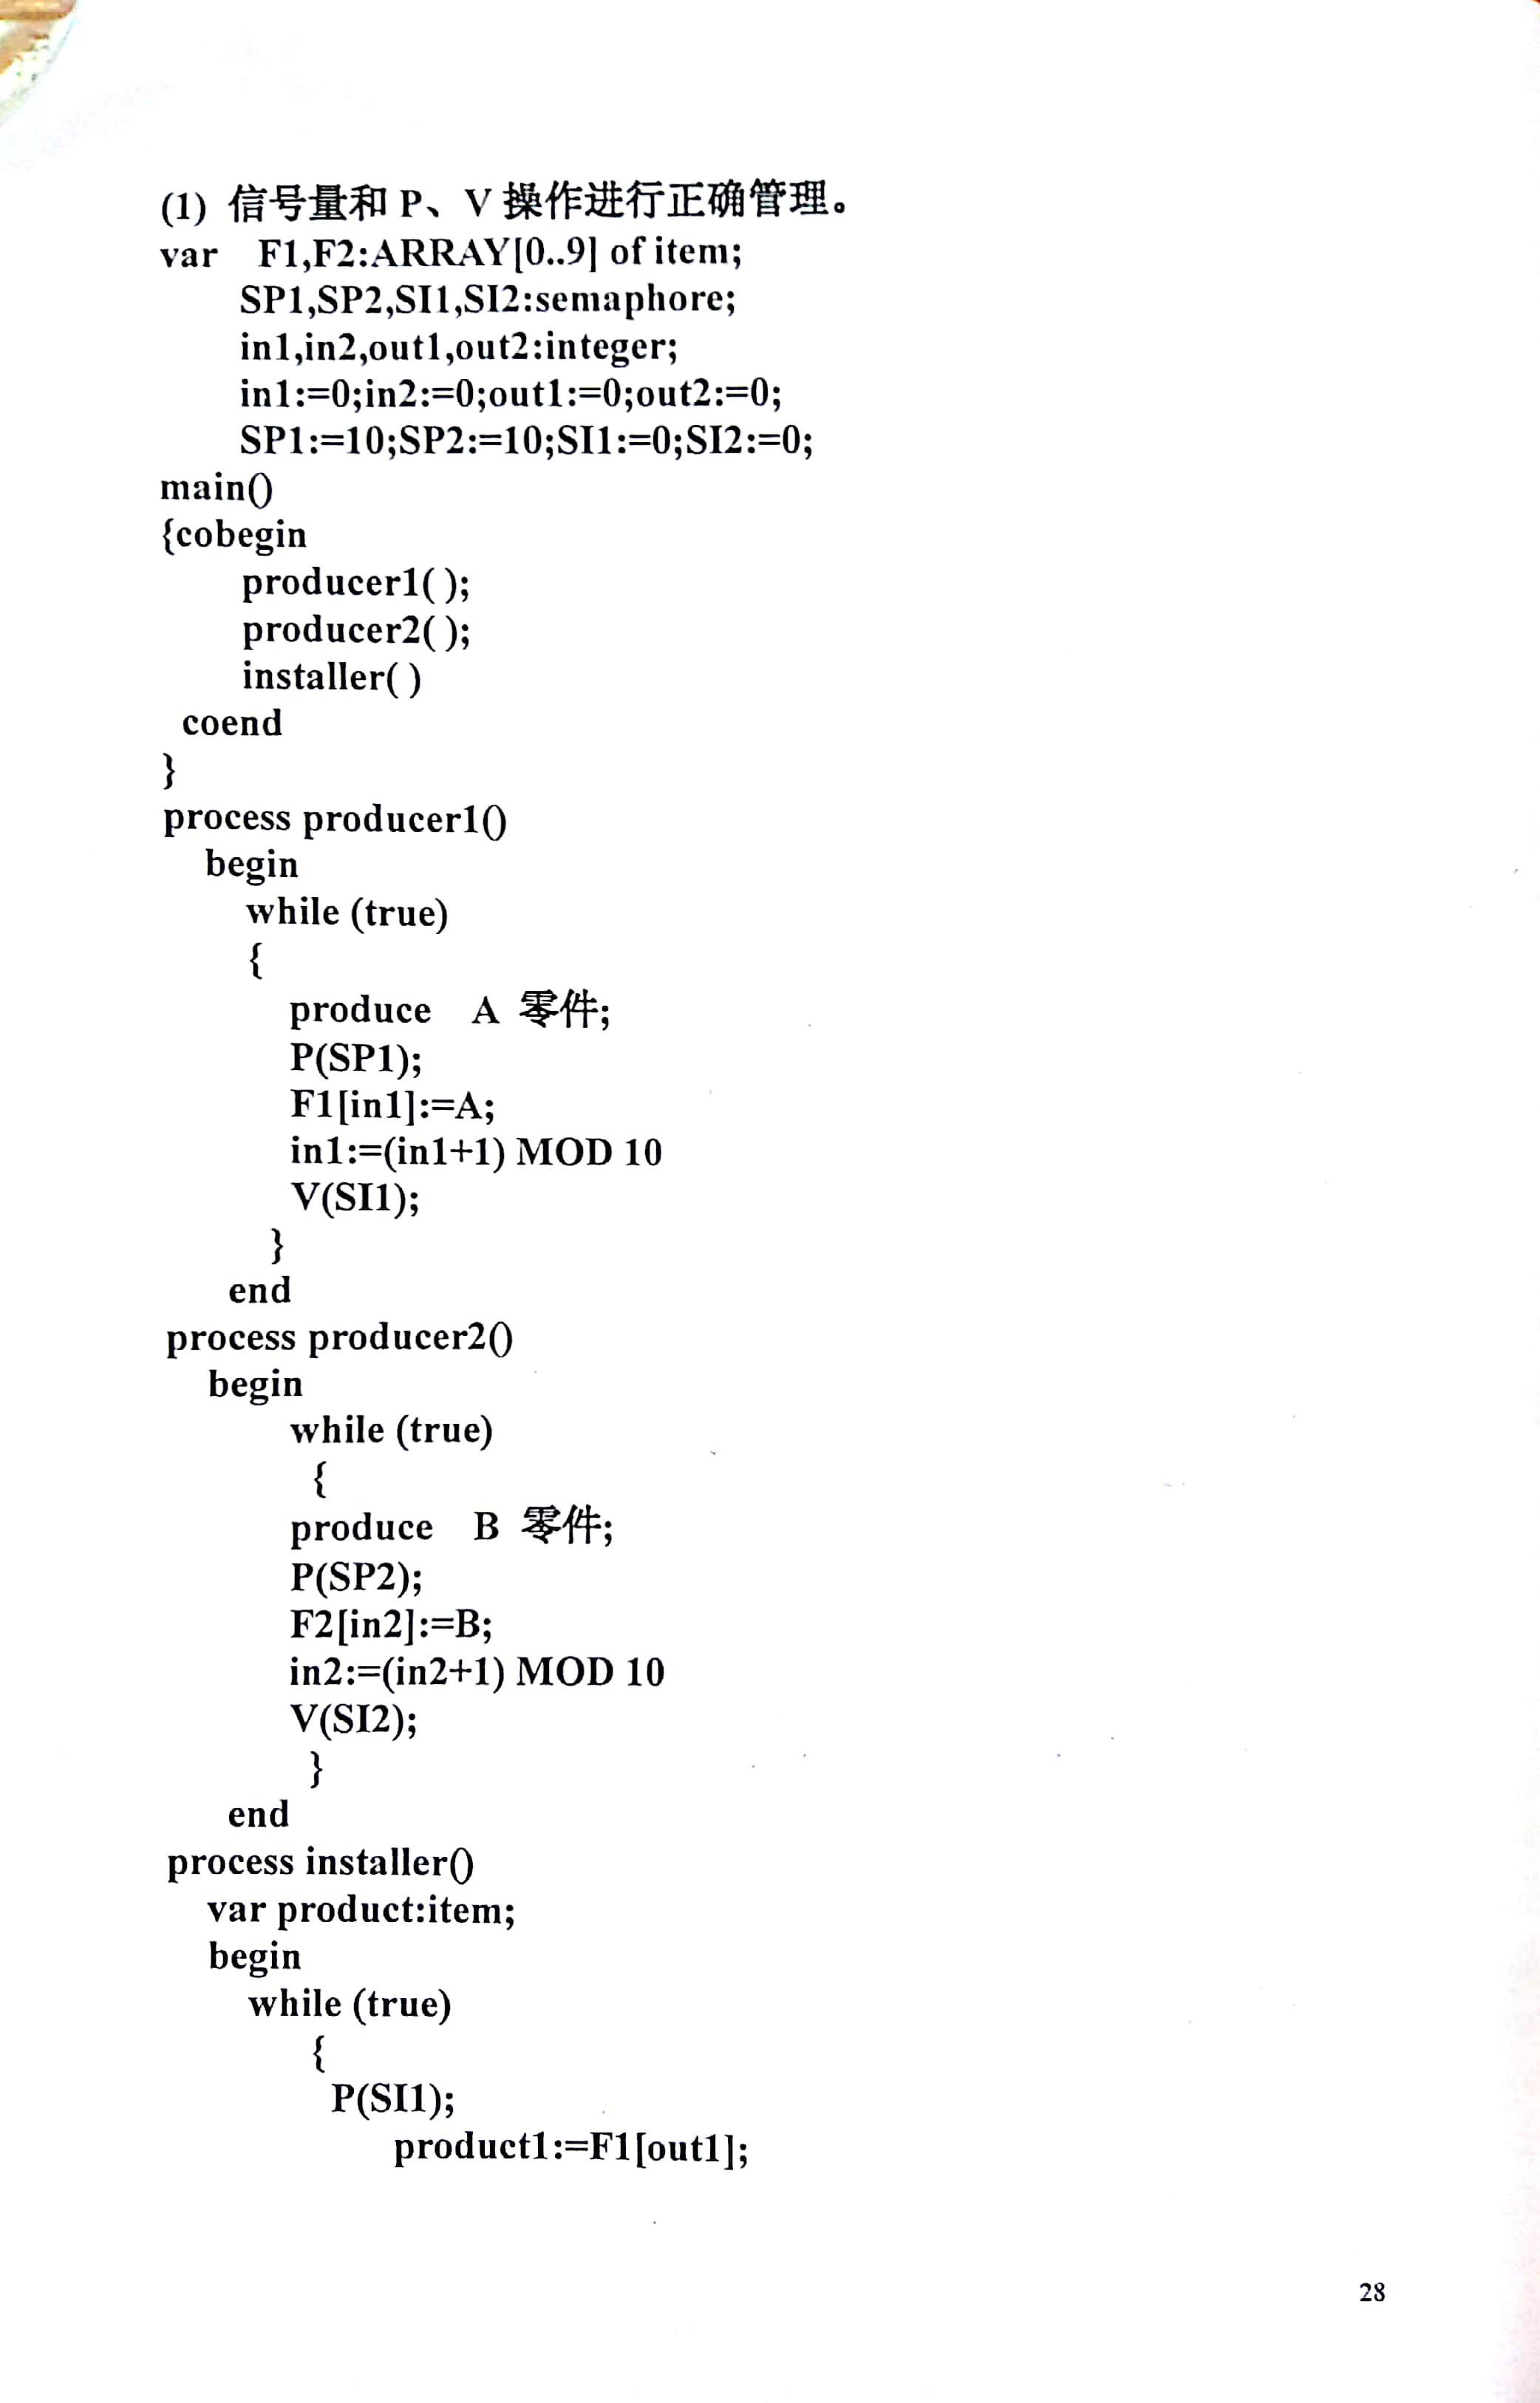 (1) 信号量和 P、V 操作进行正确管理。
var F1,F2:ARRAY[0..9] of item;
SP1,SP2,SI1,SI2:semaphore;
in1,in2,out1,out2:integer;
in1:=0;in2:=0;out1:=0;out2:=0;
SP1:=10;SP2:=10;SI1:=0;SI2:=0;
main()
{cobegin
producer1( );
producer2( );
installer( )
coend
}
process producer1()
begin
while (true)
{
produce A 零件;
P(SP1);
F1[in1]:=A;
in1:=(in1+1) MOD 10
V(SI1);
}
end
process producer2()
begin
while (true)
{
produce B 零件;
P(SP2);
F2[in2]:=B;
in2:=(in2+1) MOD 10
V(SI2);
}
end
process installer()
var product:item;
begin
while (true)
{
P(SI1);
product1:=F1[out1];
28